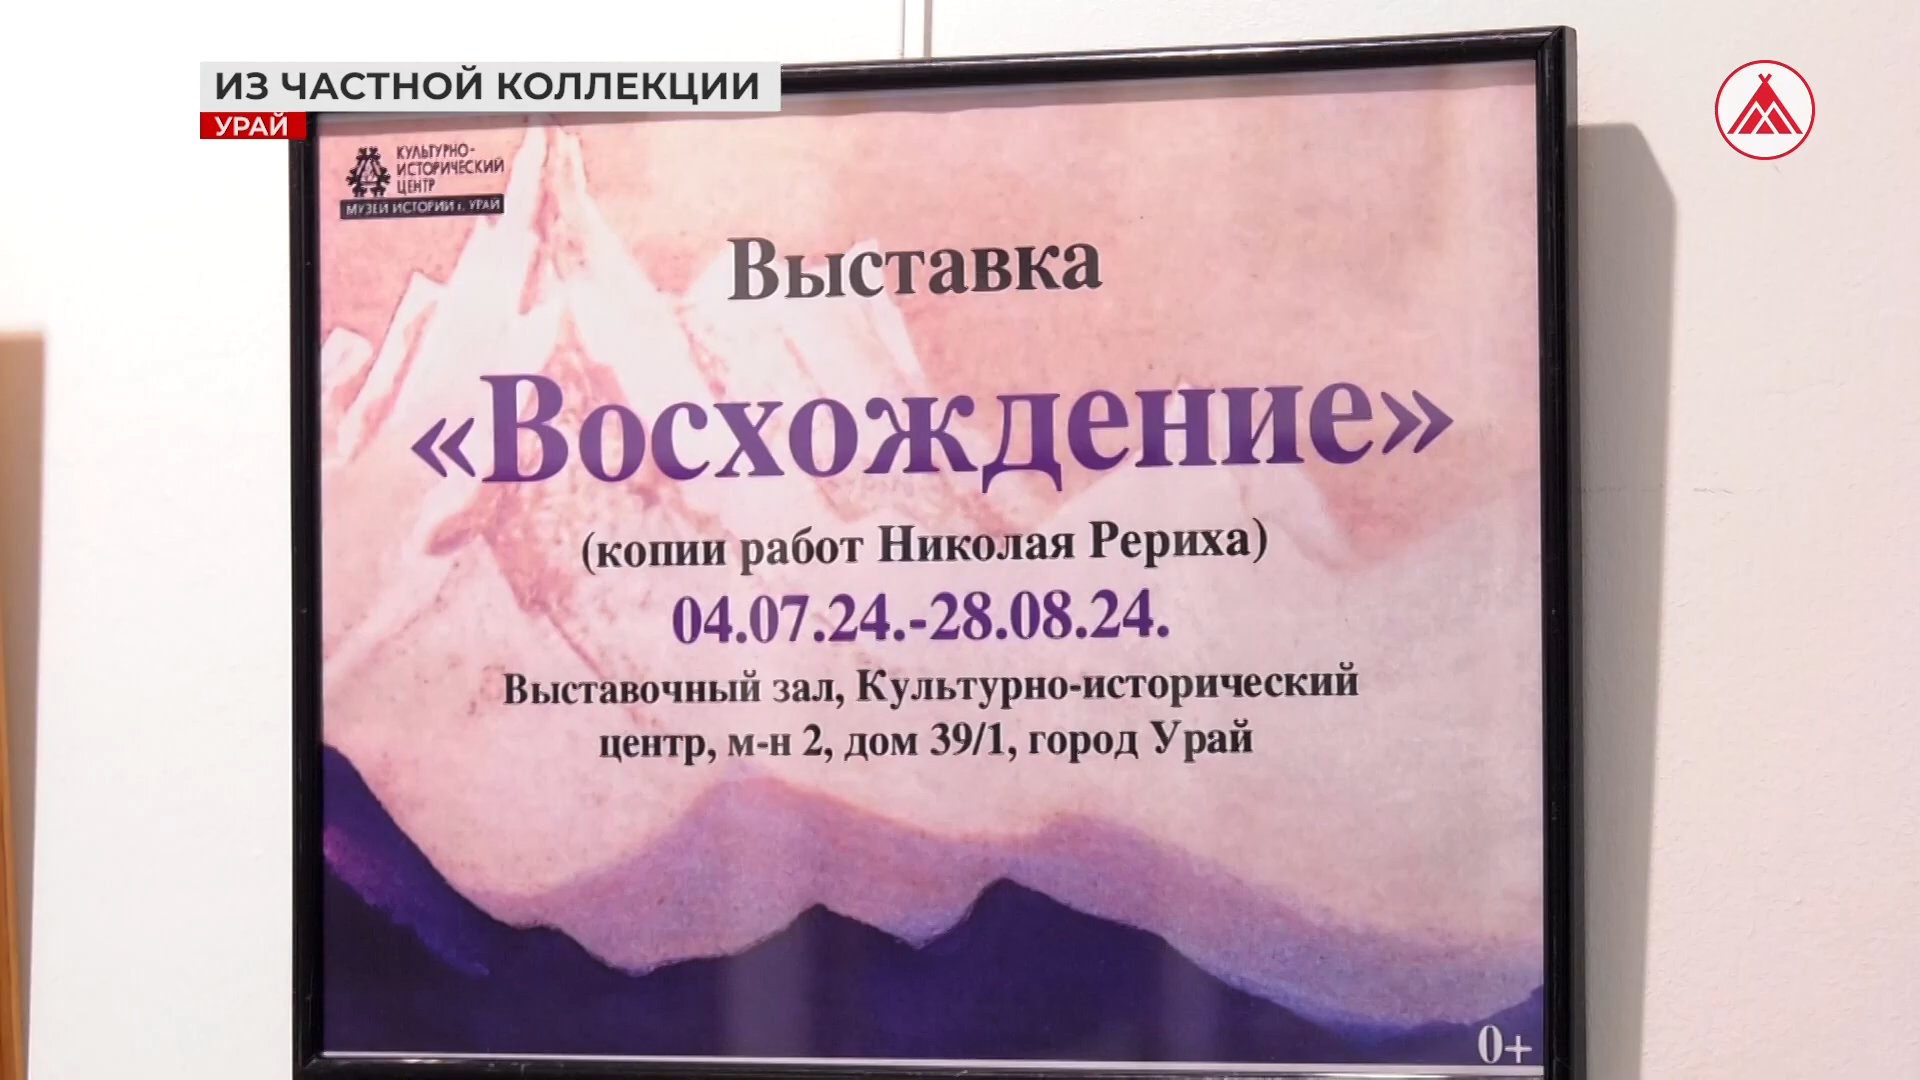 ИЗ ЧАСТНОЙ КОЛЛЕКЦИИ
УРАЙ
КУЛЬТУРНО-
ИСТОРИЧЕСКИЙ
ЦЕНТР
МУЗЕЙ ИСТОРИИ г. УРАЙ
Выставка
«Восхождение»
(копии работ Николая Рериха)
04.07.24.-28.08.24.
Выставочный зал, Культурно-исторический
центр, м-н 2, дом 39/1, город Урай
0+